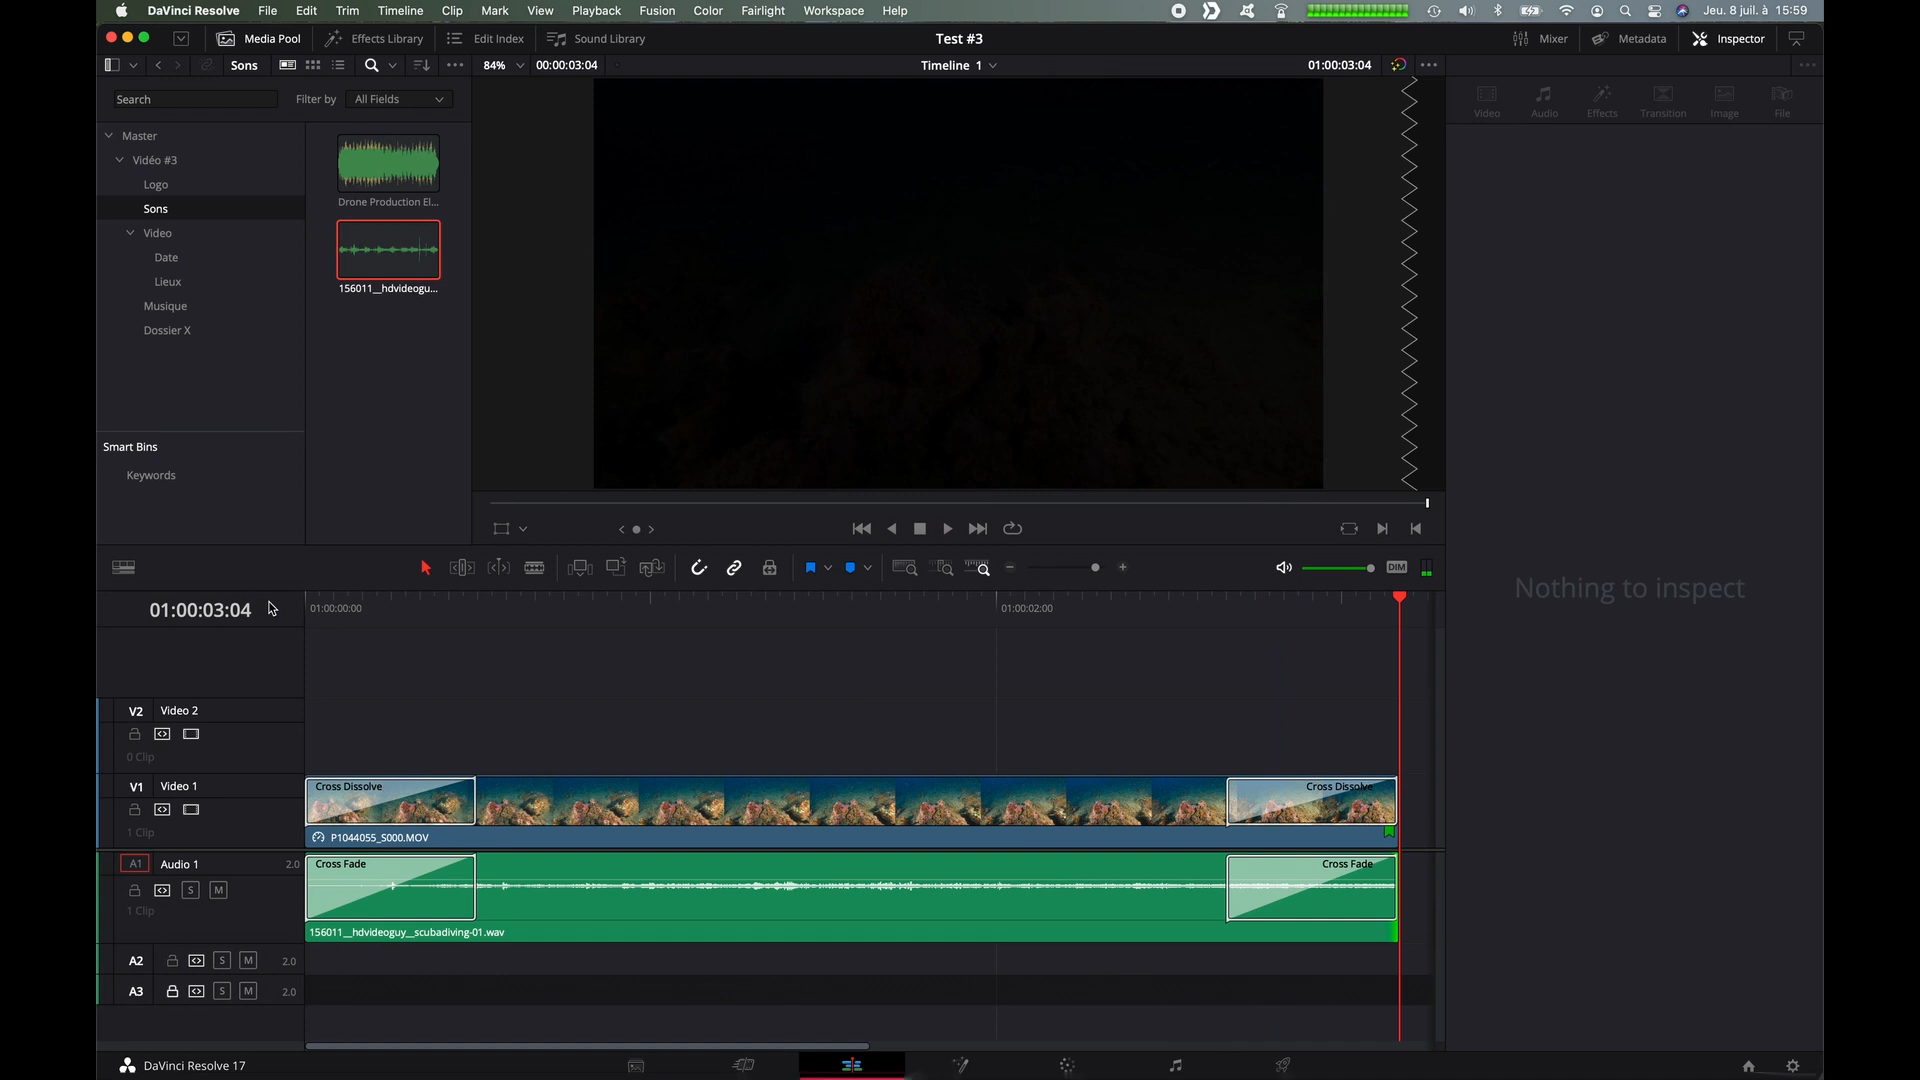 DaVinci Resolve File Edit Trim Timeline Clip Mark View Playback Fusion Color Fairlight Workspace Help Jeu. 8 juil. à 15:59
Media Pool Effects Library Edit Index Sound Library Test #3 Mixer Metadata Inspector
Sons 84% 00:00:03:04 Timeline 1 01:00:03:04
Search Filter by All Fields
Video Audio Effects Transition Image File
Master
Vidéo #3
Logo
Sons
Video
Date
Lieux
Musique
Dossier X
Drone Production El...
156011__hdvideogu...
Smart Bins
Keywords
DIM
Nothing to inspect
01:00:03:04 01:00:00:00 01:00:02:00
V2 Video 2
0 Clip
V1 Video 1
1 Clip
Cross Dissolve Cross Dissolve
P1044055_S000.MOV
A1 Audio 1 2.0
S M
1 Clip
Cross Fade Cross Fade
156011__hdvideoguy__scubadiving-01.wav
A2 S M 2.0
A3 S M 2.0
DaVinci Resolve 17